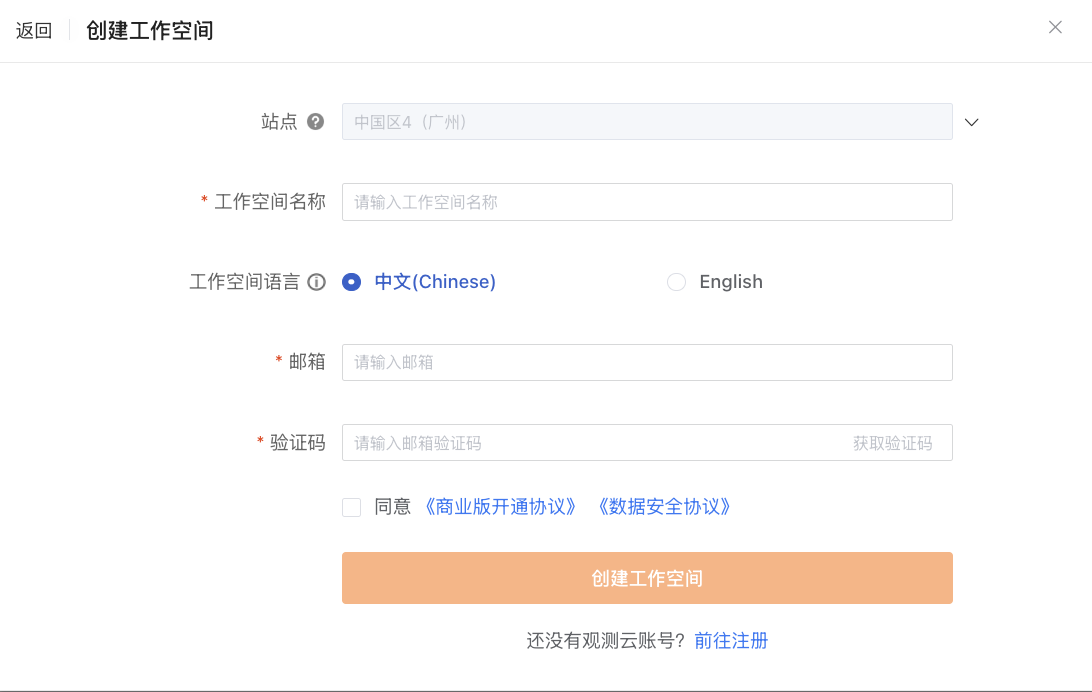 返回 创建工作空间
站点 中国区4（广州）
* 工作空间名称 请输入工作空间名称
工作空间语言 中文(Chinese) English
* 邮箱 请输入邮箱
* 验证码 请输入邮箱验证码 获取验证码
同意 《商业版开通协议》 《数据安全协议》
创建工作空间
还没有观测云账号? 前往注册